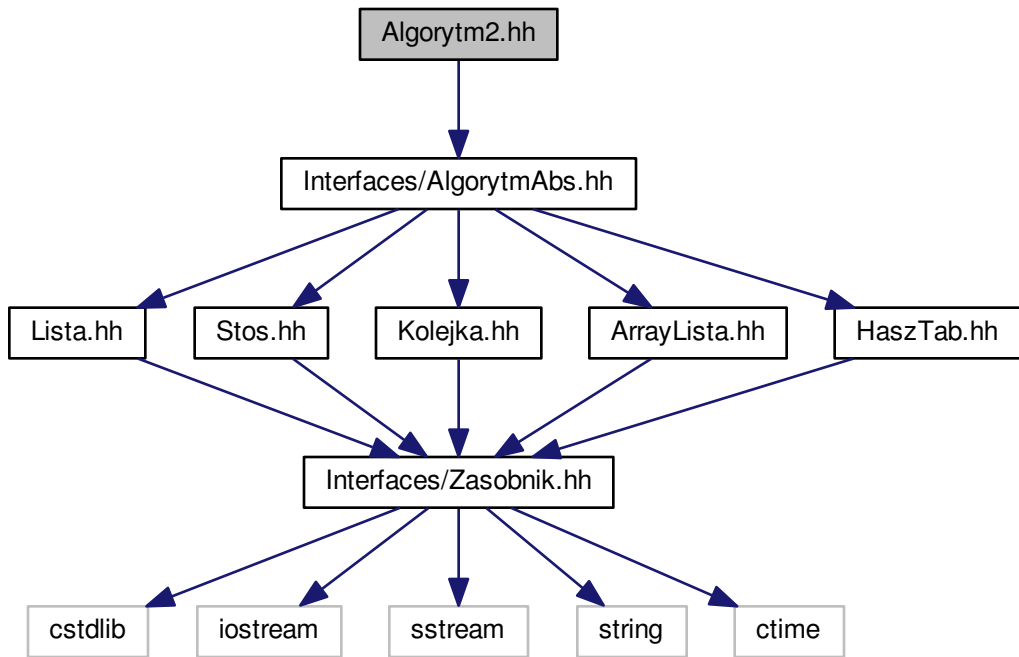 Algorytm2.hh
Interfaces/AlgorytmAbs.hh
Lista.hh
Stos.hh
Kolejka.hh
ArrayLista.hh
HaszTab.hh
Interfaces/Zasobnik.hh
cstdlib
iostream
sstream
string
ctime